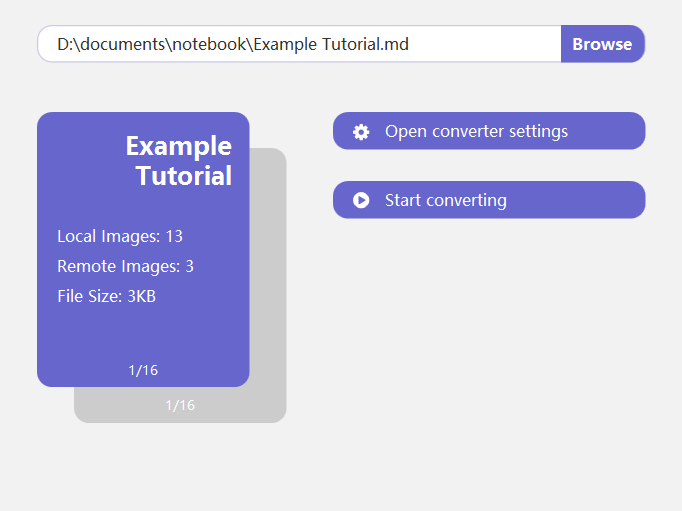 D:\documents\notebook\Example Tutorial.md
Browse
Example
Tutorial
Local Images: 13
Remote Images: 3
File Size: 3KB
1/16
1/16
Open converter settings
Start converting